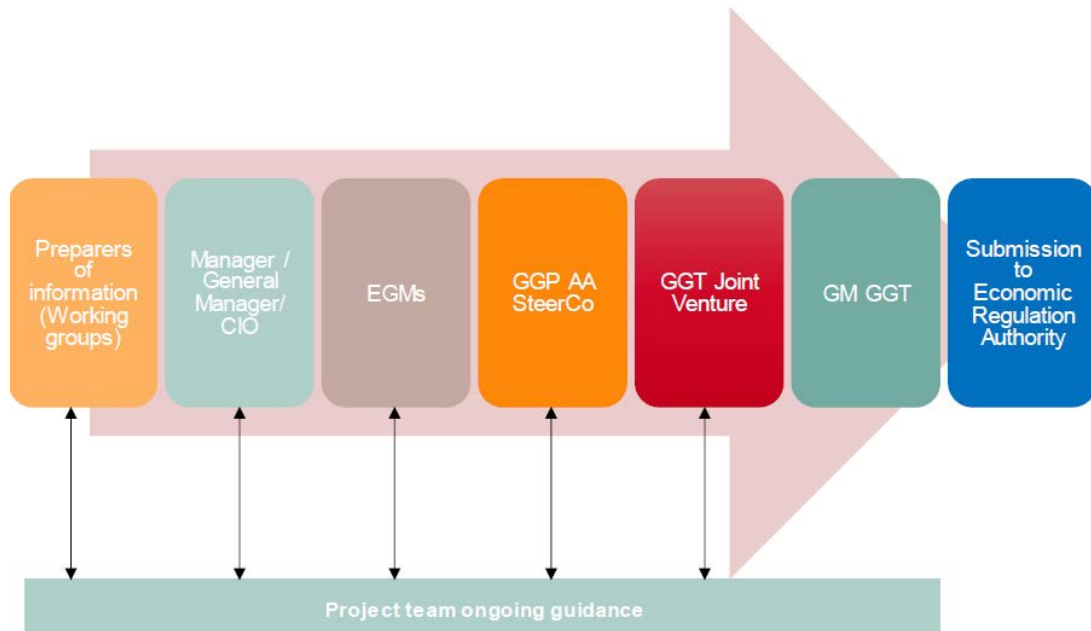 Preparers
of
information
(Working
groups)
Manager /
General
Manager/
CIO
EGMs
GGP AA
SteerCo
GGT Joint
Venture
GM GGT
Submission
to
Economic
Regulation
Authority
Project team ongoing guidance